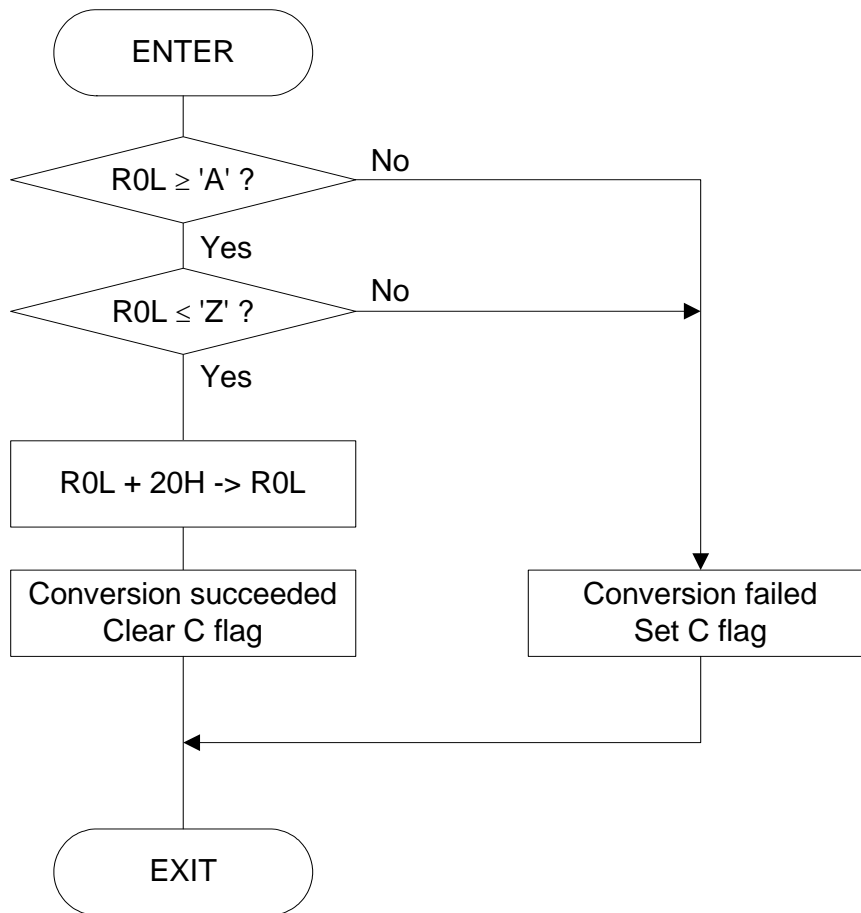 ENTER
R0L ≥ 'A' ?
No
Yes
R0L ≤ 'Z' ?
No
Yes
R0L + 20H -> R0L
Conversion succeeded
Clear C flag
Conversion failed
Set C flag
EXIT